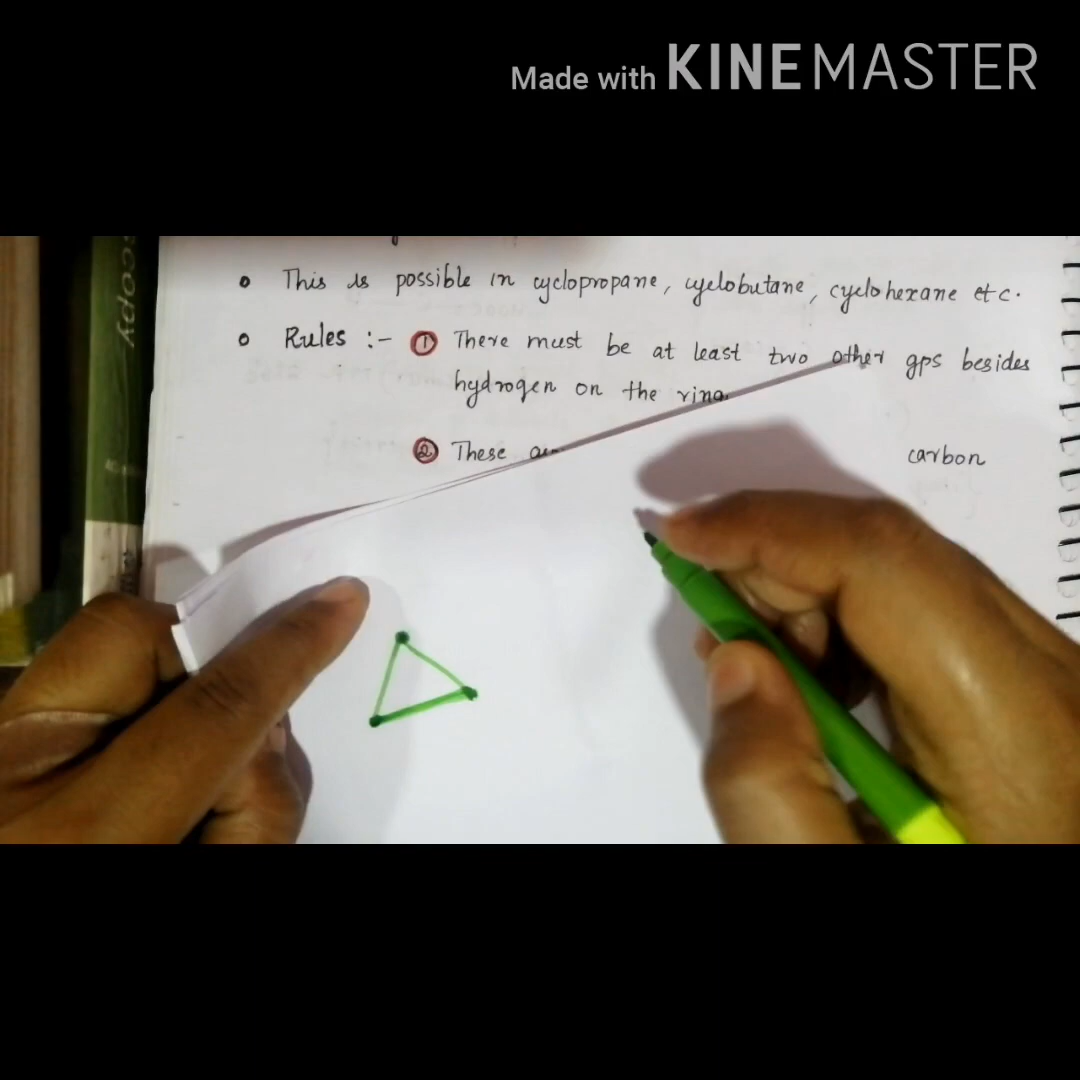 Made with KINEMASTER
• This is possible in cyclopropane, cyclobutane, cyclohexane etc.
• Rules :- ① There must be at least two other gps besides
hydrogen on the ring
② These carbon